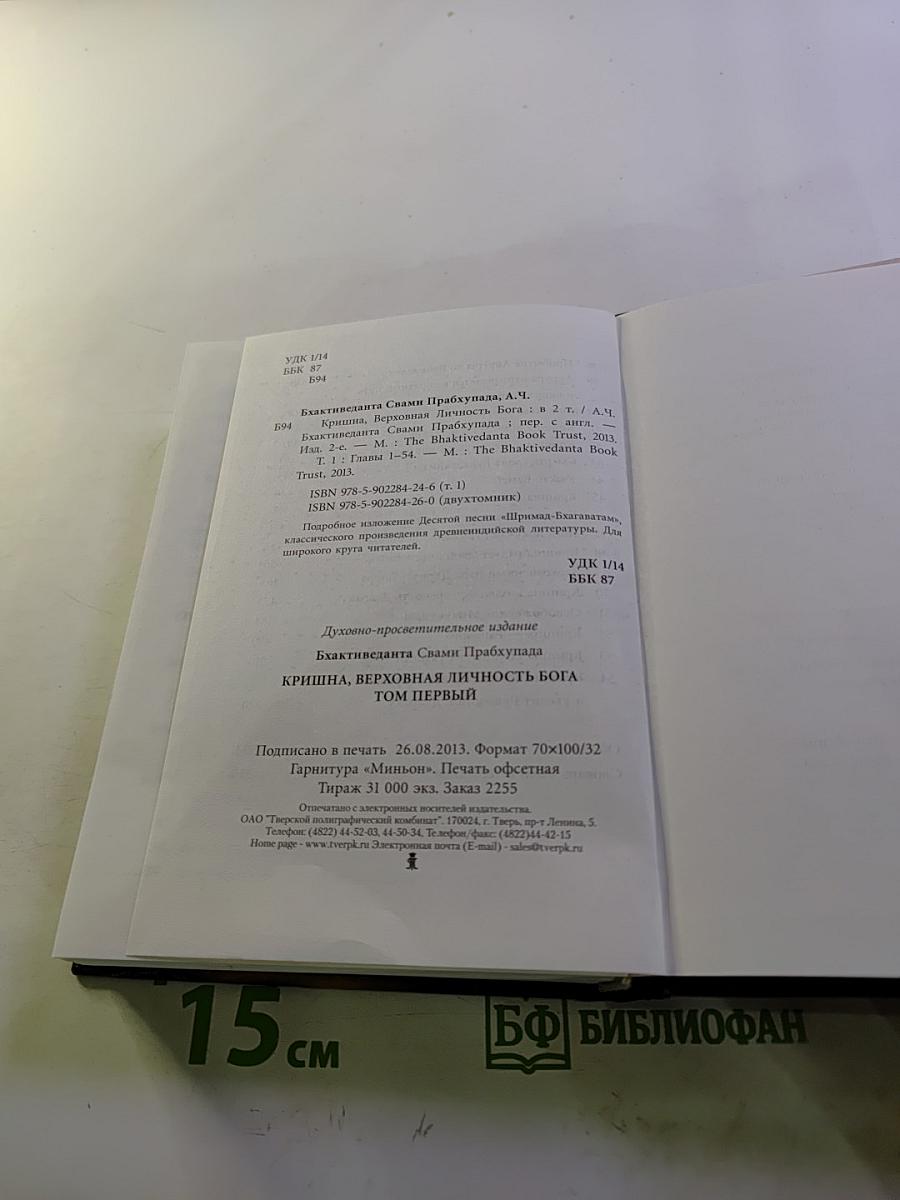 УДК 1/14
ББК 87
Б94
Бхактиведанта Свами Прабхупада, А.Ч.
Б94 Кришна, Верховная Личность Бога : в 2 т. / А.Ч.
Бхактиведанта Свами Прабхупада ; пер. с англ. —
Изд. 2-е. — М. : The Bhaktivedanta Book Trust, 2013.
Т. 1 : Главы 1–54. — М. : The Bhaktivedanta Book
Trust, 2013.
ISBN 978-5-902284-24-6 (т. 1)
ISBN 978-5-902284-26-0 (двухтомник)
Подробное изложение Десятой песни «Шримад-Бхагаватам»,
классического произведения древнеиндийской литературы. Для
широкого круга читателей.
УДК 1/14
ББК 87
Духовно-просветительное издание
Бхактиведанта Свами Прабхупада
КРИШНА, ВЕРХОВНАЯ ЛИЧНОСТЬ БОГА
ТОМ ПЕРВЫЙ
Подписано в печать 26.08.2013. Формат 70×100/32
Гарнитура «Миньон». Печать офсетная
Тираж 31 000 экз. Заказ 2255
Отпечатано с электронных носителей издательства.
ОАО "Тверской полиграфический комбинат". 170024, г. Тверь, пр-т Ленина, 5.
Телефон: (4822) 44-52-03, 44-50-34, Телефон/факс: (4822)44-42-15
Home page - www.tverpk.ru Электронная почта (E-mail) - sales@tverpk.ru
15 см
БФ БИБЛИОФАН